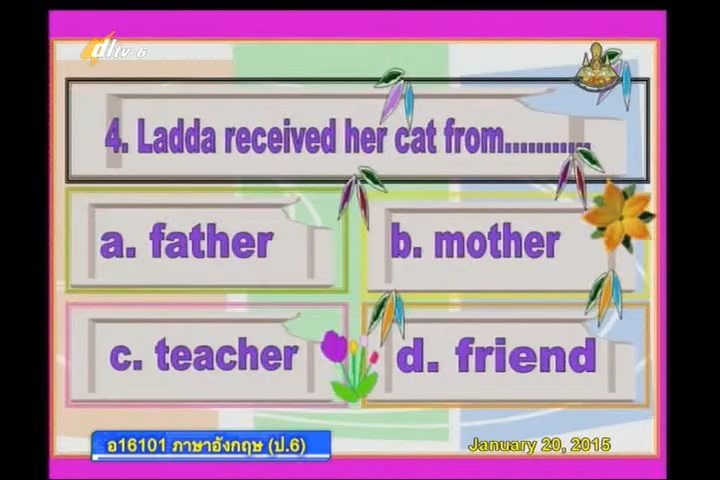 dltv 6
4. Ladda received her cat from...........
a. father
b. mother
c. teacher
d. friend
อ16101 ภาษาอังกฤษ (ป.6)
January 20, 2015